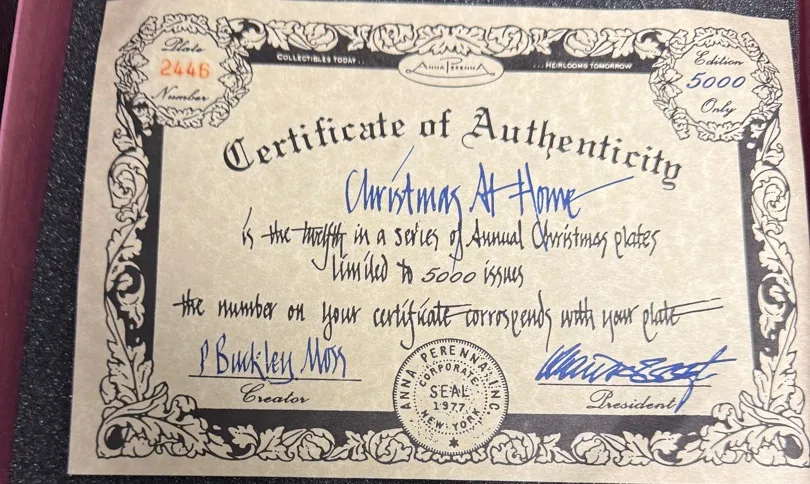 Plate
2446
Number
COLLECTIBLES TODAY...
ANNA PERENNA
...HEIRLOOMS TOMORROW
Edition
5000
Only
Certificate of Authenticity
Christmas At Home
is the twelfth in a series of Annual Christmas plates
limited to 5000 issues
the number on your certificate corrosponds with your plate
P Buckley Moss
Creator
ANNA PERENNA, INC
CORPORATE
SEAL
1977
NEW YORK
President